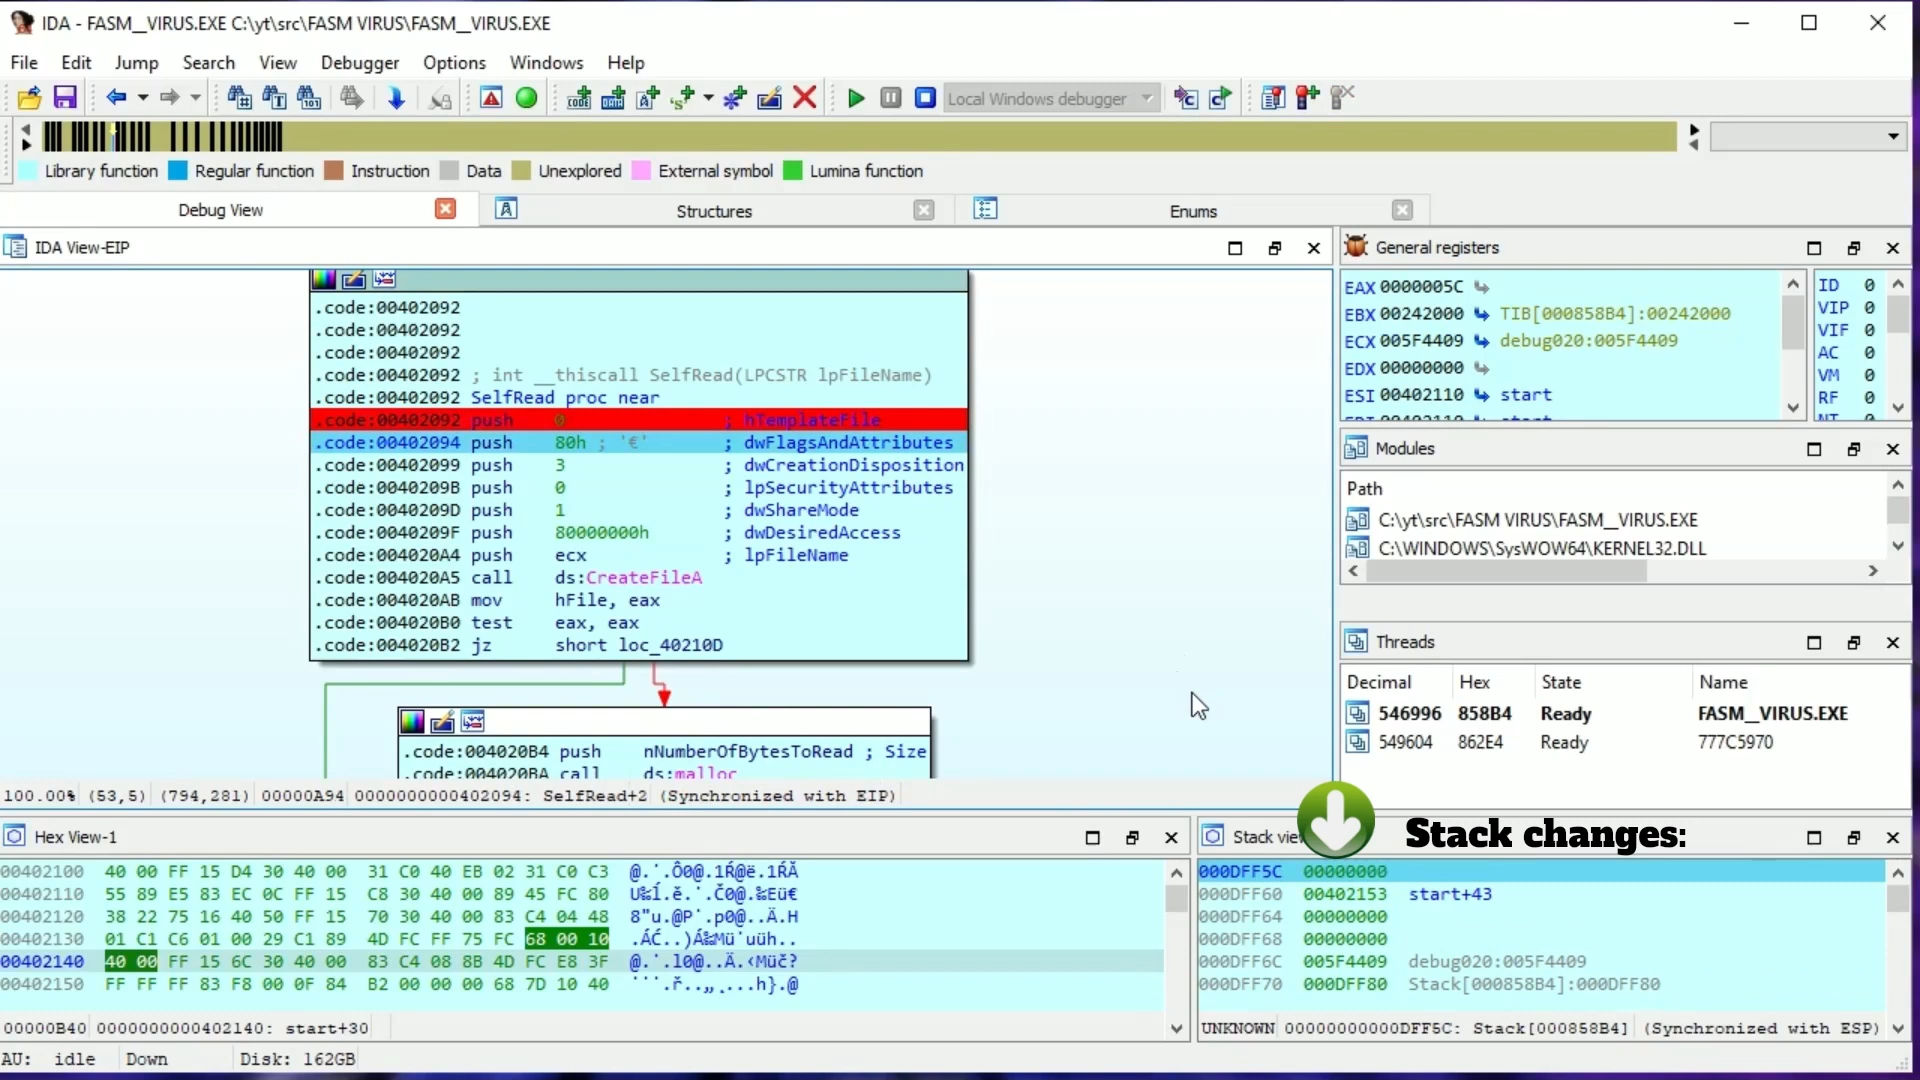 IDA - FASM__VIRUS.EXE C:\yt\src\FASM VIRUS\FASM__VIRUS.EXE
File Edit Jump Search View Debugger Options Windows Help
Local Windows debugger
Library function Regular function Instruction Data Unexplored External symbol Lumina function
Debug View Structures Enums
IDA View-EIP
.code:00402092
.code:00402092
.code:00402092
.code:00402092 ; int __thiscall SelfRead(LPCSTR lpFileName)
.code:00402092 SelfRead proc near
.code:00402092 push 0 ; hTemplateFile
.code:00402094 push 80h ; '€' ; dwFlagsAndAttributes
.code:00402099 push 3 ; dwCreationDisposition
.code:0040209B push 0 ; lpSecurityAttributes
.code:0040209D push 1 ; dwShareMode
.code:0040209F push 80000000h ; dwDesiredAccess
.code:004020A4 push ecx ; lpFileName
.code:004020A5 call ds:CreateFileA
.code:004020AB mov hFile, eax
.code:004020B0 test eax, eax
.code:004020B2 jz short loc_40210D
.code:004020B4 push nNumberOfBytesToRead ; Size
.code:004020BA call ds:malloc
100.00% (53,5) (794,281) 00000A94 0000000000402094: SelfRead+2 (Synchronized with EIP)
General registers
EAX 0000005C
EBX 00242000 TIB[000858B4]:00242000
ECX 005F4409 debug020:005F4409
EDX 00000000
ESI 00402110 start
ID 0
VIP 0
VIF 0
AC 0
VM 0
RF 0
Modules
Path
C:\yt\src\FASM VIRUS\FASM__VIRUS.EXE
C:\WINDOWS\SysWOW64\KERNEL32.DLL
Threads
Decimal Hex State Name
546996 858B4 Ready FASM__VIRUS.EXE
549604 862E4 Ready 777C5970
Hex View-1
00402100 40 00 FF 15 D4 30 40 00 31 C0 40 EB 02 31 C0 C3 @.˙.Ô0@.1Ŕ@ë.1ŔĂ
00402110 55 89 E5 83 EC 0C FF 15 C8 30 40 00 89 45 FC 80
00402120 38 22 75 16 40 50 FF 15 70 30 40 00 83 C4 04 48
00402130 01 C1 C6 01 00 29 C1 89 4D FC FF 75 FC 68 00 10
00402140 40 00 FF 15 6C 30 40 00 83 C4 08 8B 4D FC E8 3F
00402150 FF FF FF 83 F8 00 0F 84 B2 00 00 00 68 7D 10 40
00000B40 0000000000402140: start+30
Stack changes:
000DFF5C 00000000
000DFF60 00402153 start+43
000DFF64 00000000
000DFF68 00000000
000DFF6C 005F4409 debug020:005F4409
000DFF70 000DFF80 Stack[000858B4]:000DFF80
UNKNOWN 00000000000DFF5C: Stack[000858B4] (Synchronized with ESP)
AU: idle Down Disk: 162GB